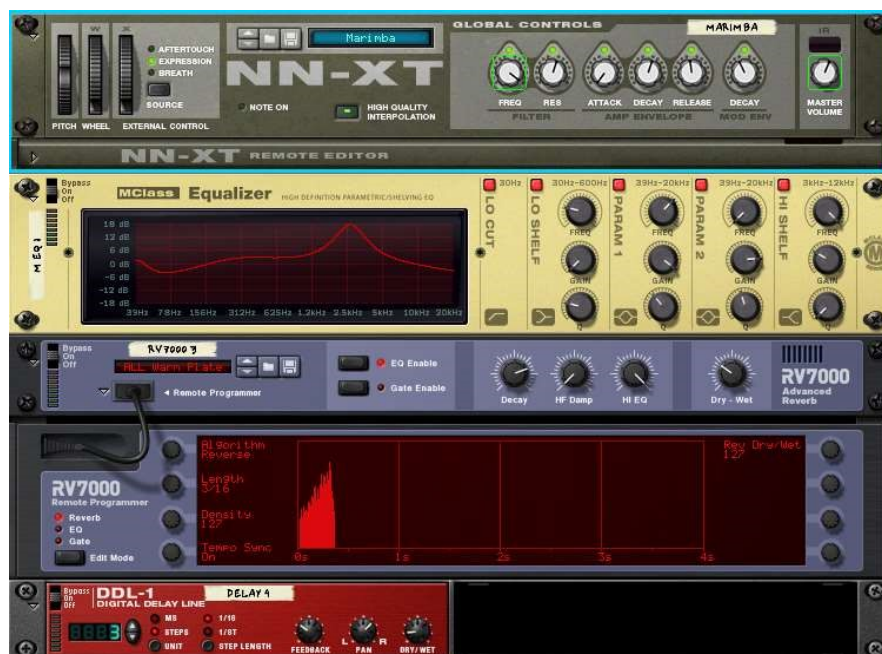 GLOBAL CONTROLS
MARIMBA
IR
W
X
AFTERTOUCH
EXPRESSION
BREATH
SOURCE
Marimba
NN-XT
NOTE ON
HIGH QUALITY
INTERPOLATION
FREQ RES ATTACK DECAY RELEASE DECAY
FILTER AMP ENVELOPE MOD ENV
MASTER
VOLUME
PITCH WHEEL EXTERNAL CONTROL
NN-XT REMOTE EDITOR
Bypass
On
Off
MClass Equalizer HIGH DEFINITION PARAMETRIC/SHELVING EQ
M EQ 1
18 dB
12 dB
6 dB
0 dB
-6 dB
-12 dB
-18 dB
39Hz 78Hz 156Hz 312Hz 625Hz 1.2kHz 2.5kHz 5kHz 10kHz 20kHz
30Hz 30Hz-600Hz 39Hz-20kHz 39Hz-20kHz 3kHz-12kHz
LO CUT
LO SHELF
PARAM 1
PARAM 2
HI SHELF
FREQ FREQ FREQ FREQ
GAIN GAIN GAIN GAIN
Q Q Q Q
M
Bypass
On
Off
RV7000 3
ALL Warm Plate
Remote Programmer
EQ Enable
Gate Enable
Decay HF Damp HI EQ Dry - Wet
RV7000
Advanced
Reverb
RV7000
Remote Programmer
Reverb
EQ
Gate
Edit Mode
Algorithm
Reverse
Length
3/16
Density
127
Tempo Sync
On
0s 1s 2s 3s 4s
Rev Dry/Wet
127
Bypass
On
Off
DDL-1
DIGITAL DELAY LINE
DELAY 4
3
MS
STEPS
UNIT
1/16
1/8T
STEP LENGTH
FEEDBACK
L R
PAN
DRY/WET